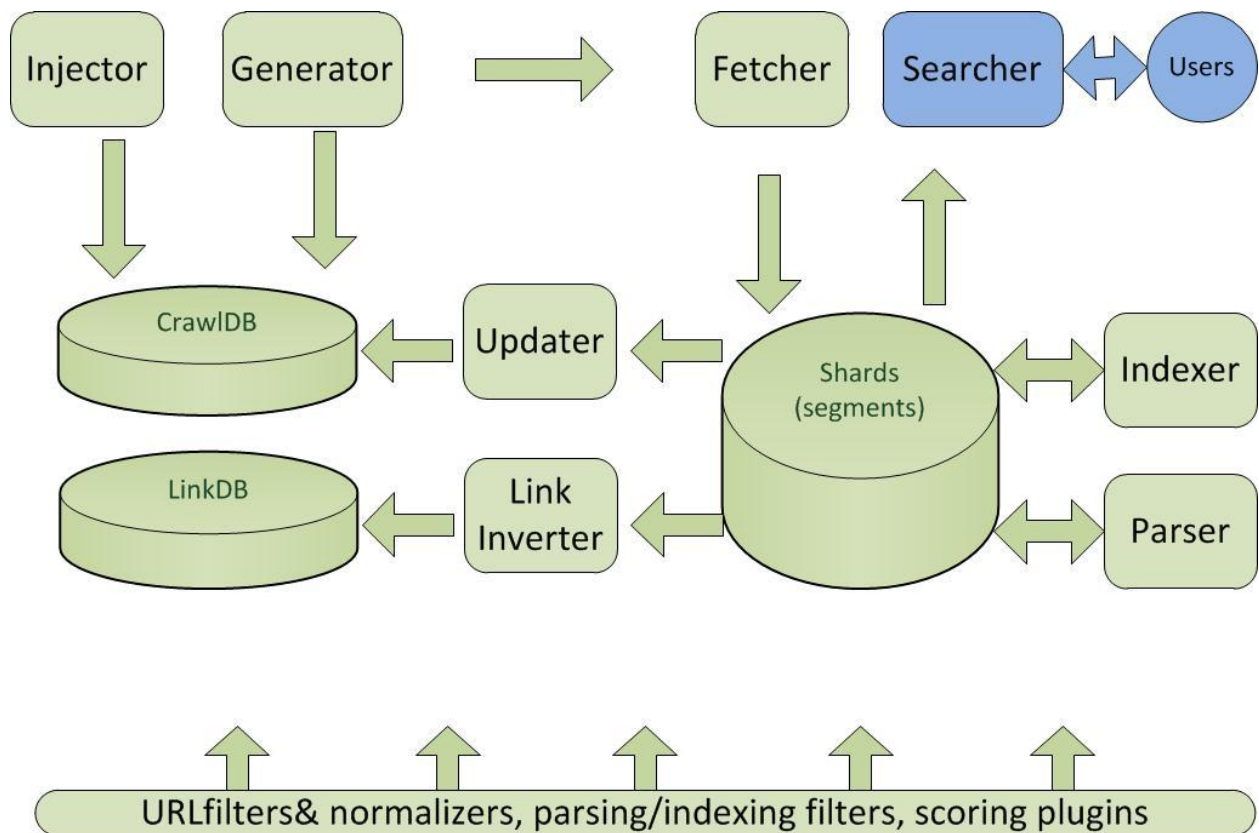 Injector
Generator
Fetcher
Searcher
Users
CrawlDB
Updater
Shards
(segments)
Indexer
LinkDB
Link
Inverter
Parser
URLfilters& normalizers, parsing/indexing filters, scoring plugins